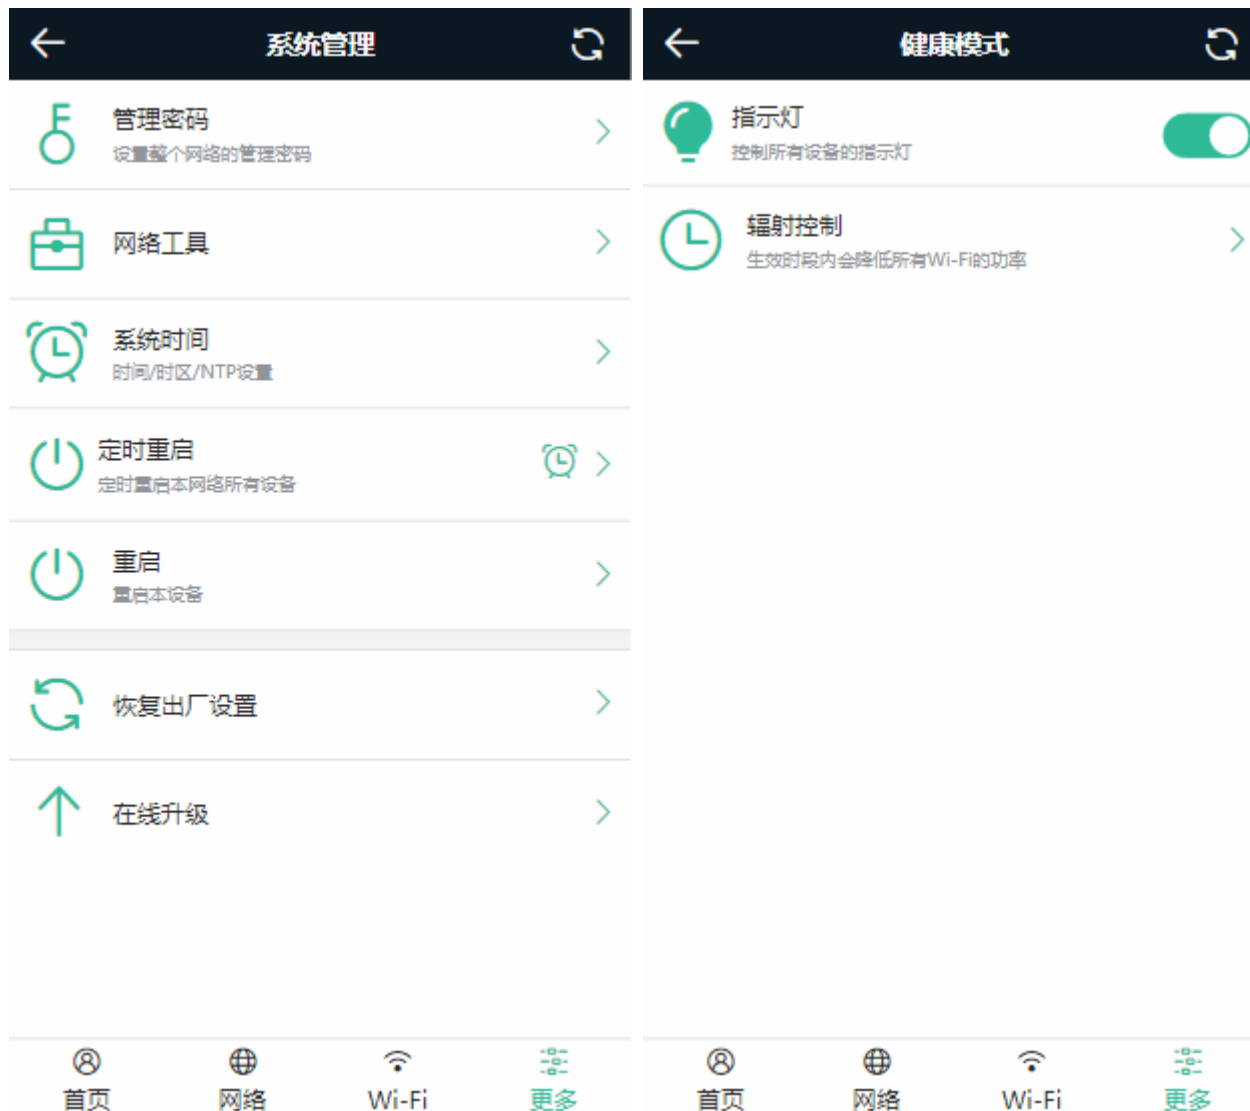 系统管理
管理密码
设置整个网络的管理密码
网络工具
系统时间
时间/时区/NTP设置
定时重启
定时重启本网络所有设备
重启
重启本设备
恢复出厂设置
在线升级
首页
网络
Wi-Fi
更多
健康模式
指示灯
控制所有设备的指示灯
辐射控制
生效时段内会降低所有Wi-Fi的功率
首页
网络
Wi-Fi
更多